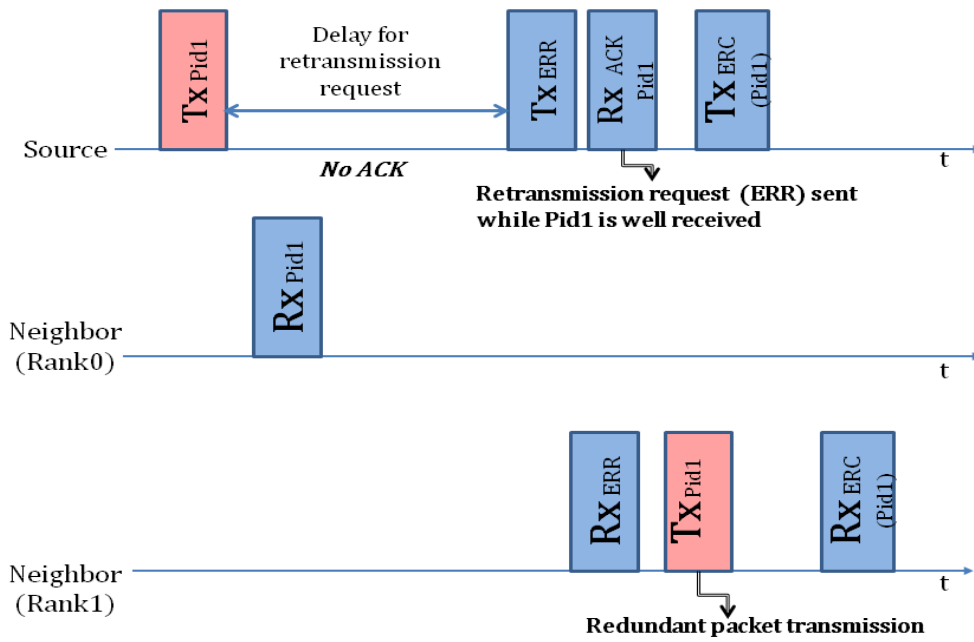 Tx Pid1
Delay for
retransmission
request
Tx ERR
Rx ACK
Pid1
Tx ERC
(Pid1)
Source
No ACK
t
Retransmission request (ERR) sent
while Pid1 is well received
Rx Pid1
Neighbor
(Rank0)
t
Rx ERR
Tx Pid1
Rx ERC
(Pid1)
Neighbor
(Rank1)
t
Redundant packet transmission